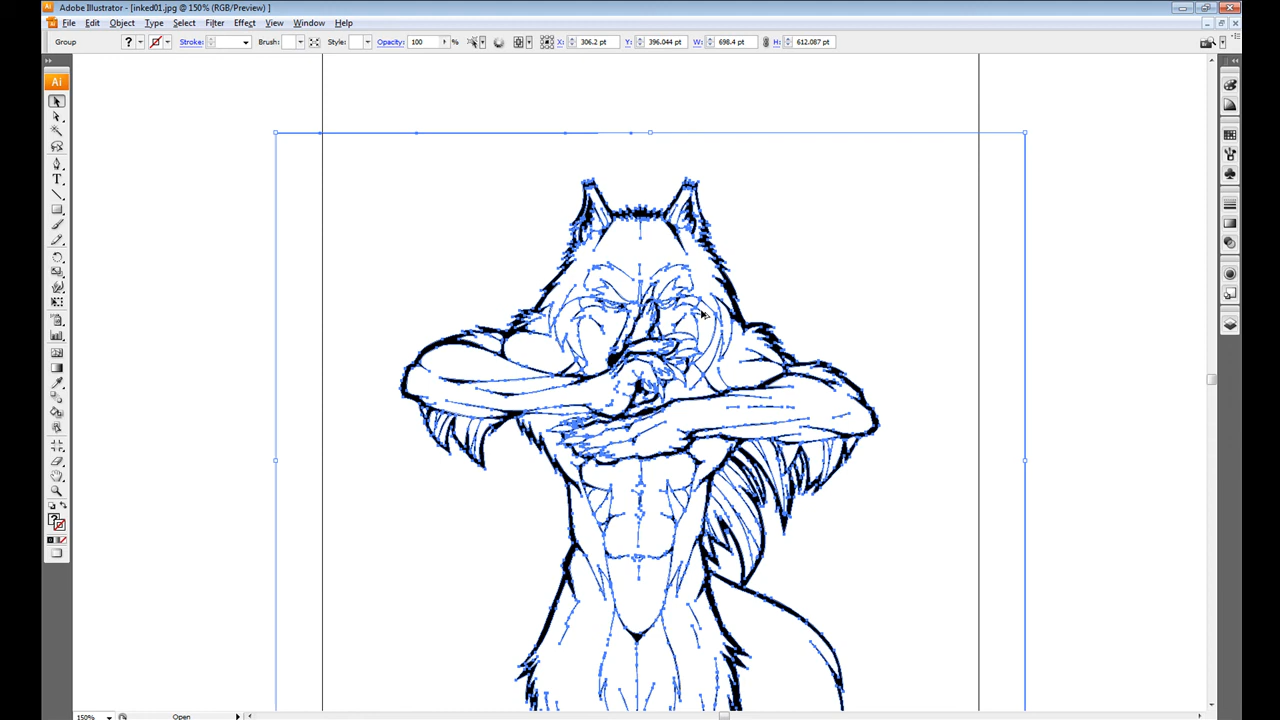 Adobe Illustrator - [inked01.jpg @ 150% (RGB/Preview) ]
File Edit Object Type Select Filter Effect View Window Help
Group ? Stroke: Brush: Style: Opacity: 100 % X: 306.2 pt Y: 396.044 pt W: 698.4 pt H: 612.087 pt
Ai
T
?
150% Open